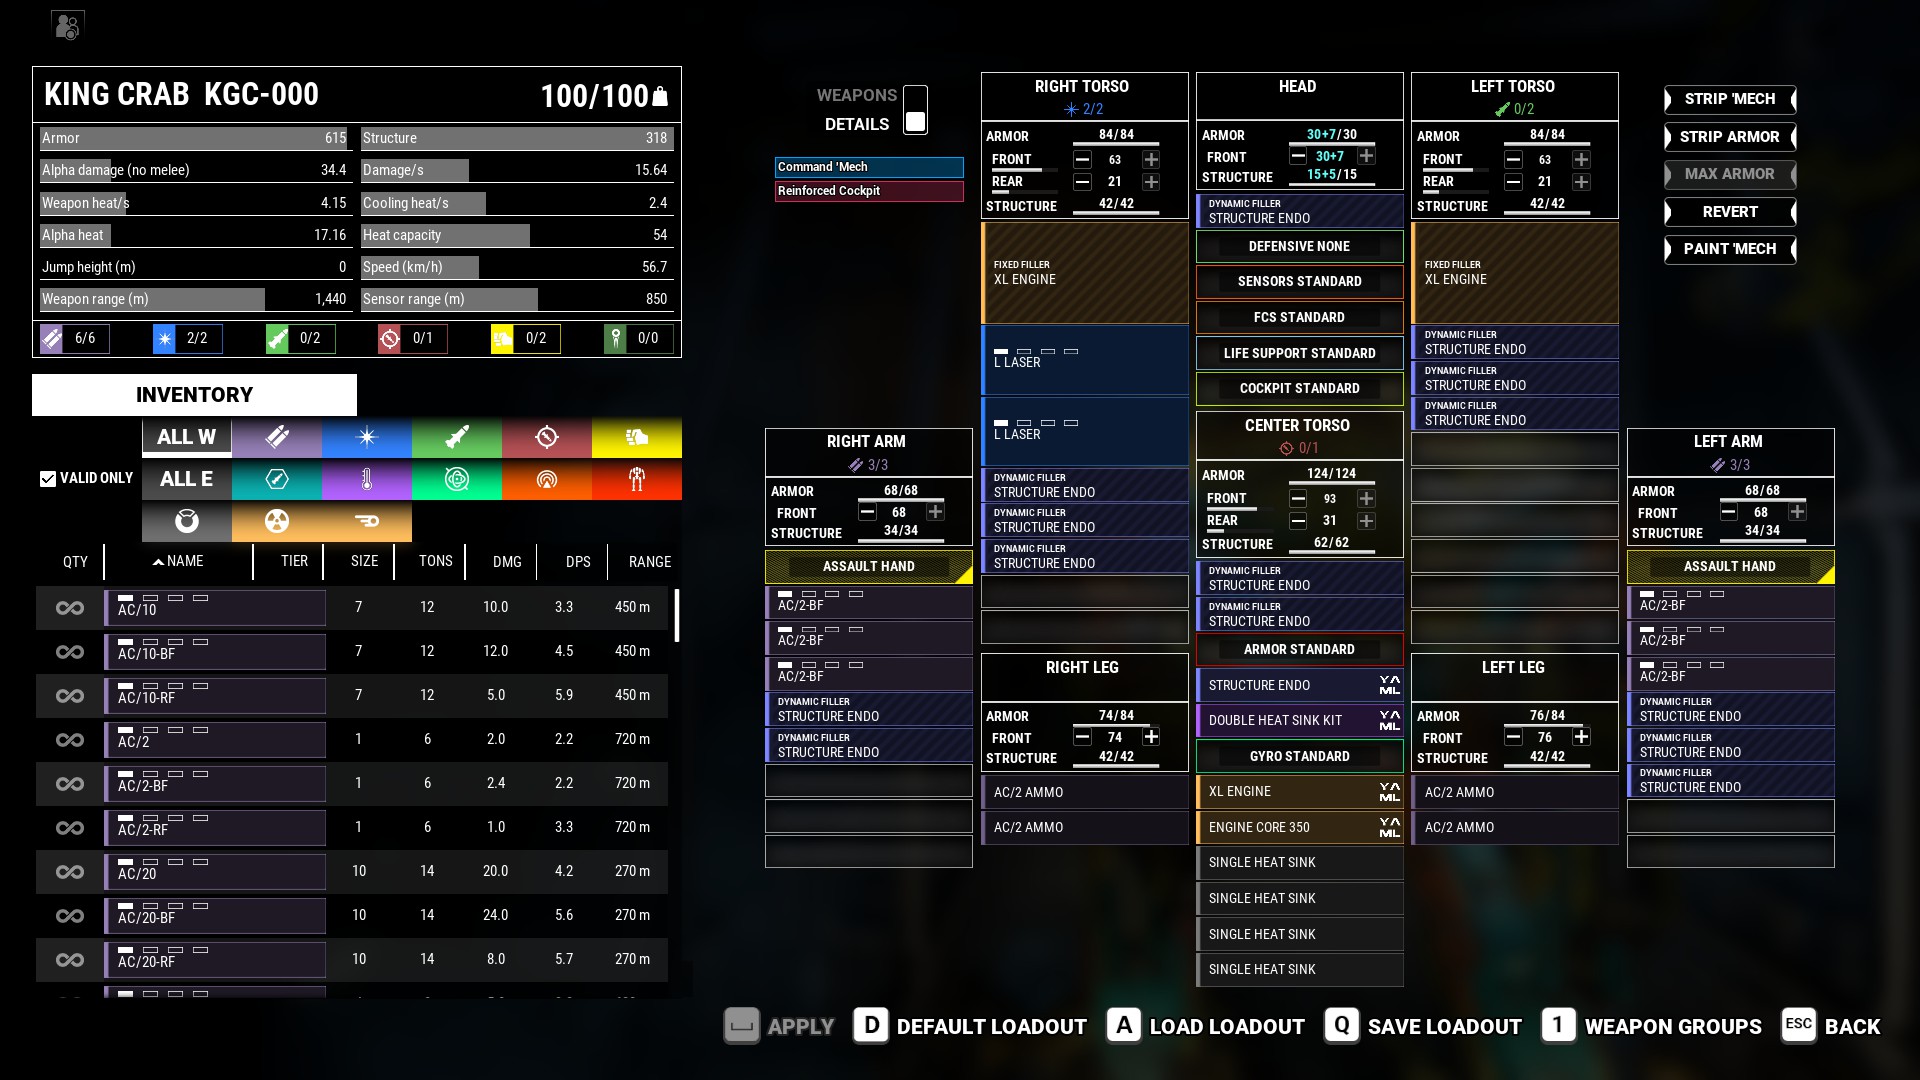 KING CRAB KGC-000 100/100
Armor 615 Structure 318
Alpha damage (no melee) 34.4 Damage/s 15.64
Weapon heat/s 4.15 Cooling heat/s 2.4
Alpha heat 17.16 Heat capacity 54
Jump height (m) 0 Speed (km/h) 56.7
Weapon range (m) 1,440 Sensor range (m) 850
6/6 2/2 0/2 0/1 0/2 0/0
INVENTORY
ALL W
VALID ONLY ALL E
QTY NAME TIER SIZE TONS DMG DPS RANGE
∞ AC/10 7 12 10.0 3.3 450 m
∞ AC/10-BF 7 12 12.0 4.5 450 m
∞ AC/10-RF 7 12 5.0 5.9 450 m
∞ AC/2 1 6 2.0 2.2 720 m
∞ AC/2-BF 1 6 2.4 2.2 720 m
∞ AC/2-RF 1 6 1.0 3.3 720 m
∞ AC/20 10 14 20.0 4.2 270 m
∞ AC/20-BF 10 14 24.0 5.6 270 m
∞ AC/20-RF 10 14 8.0 5.7 270 m
WEAPONS
DETAILS
Command 'Mech
Reinforced Cockpit
RIGHT ARM
3/3
ARMOR 68/68
FRONT 68
STRUCTURE 34/34
ASSAULT HAND
AC/2-BF
AC/2-BF
AC/2-BF
DYNAMIC FILLER
STRUCTURE ENDO
DYNAMIC FILLER
STRUCTURE ENDO
RIGHT TORSO
2/2
ARMOR 84/84
FRONT 63
REAR 21
STRUCTURE 42/42
FIXED FILLER
XL ENGINE
L LASER
L LASER
DYNAMIC FILLER
STRUCTURE ENDO
DYNAMIC FILLER
STRUCTURE ENDO
DYNAMIC FILLER
STRUCTURE ENDO
RIGHT LEG
ARMOR 74/84
FRONT 74
STRUCTURE 42/42
AC/2 AMMO
AC/2 AMMO
HEAD
ARMOR 30+7/30
FRONT 30+7
STRUCTURE 15+5/15
DYNAMIC FILLER
STRUCTURE ENDO
DEFENSIVE NONE
SENSORS STANDARD
FCS STANDARD
LIFE SUPPORT STANDARD
COCKPIT STANDARD
CENTER TORSO
0/1
ARMOR 124/124
FRONT 93
REAR 31
STRUCTURE 62/62
DYNAMIC FILLER
STRUCTURE ENDO
DYNAMIC FILLER
STRUCTURE ENDO
ARMOR STANDARD
STRUCTURE ENDO YAML
DOUBLE HEAT SINK KIT YAML
GYRO STANDARD
XL ENGINE YAML
ENGINE CORE 350 YAML
SINGLE HEAT SINK
SINGLE HEAT SINK
SINGLE HEAT SINK
SINGLE HEAT SINK
LEFT TORSO
0/2
ARMOR 84/84
FRONT 63
REAR 21
STRUCTURE 42/42
FIXED FILLER
XL ENGINE
DYNAMIC FILLER
STRUCTURE ENDO
DYNAMIC FILLER
STRUCTURE ENDO
DYNAMIC FILLER
STRUCTURE ENDO
LEFT LEG
ARMOR 76/84
FRONT 76
STRUCTURE 42/42
AC/2 AMMO
AC/2 AMMO
LEFT ARM
3/3
ARMOR 68/68
FRONT 68
STRUCTURE 34/34
ASSAULT HAND
AC/2-BF
AC/2-BF
AC/2-BF
DYNAMIC FILLER
STRUCTURE ENDO
DYNAMIC FILLER
STRUCTURE ENDO
DYNAMIC FILLER
STRUCTURE ENDO
STRIP 'MECH
STRIP ARMOR
MAX ARMOR
REVERT
PAINT 'MECH
APPLY D DEFAULT LOADOUT A LOAD LOADOUT Q SAVE LOADOUT 1 WEAPON GROUPS ESC BACK